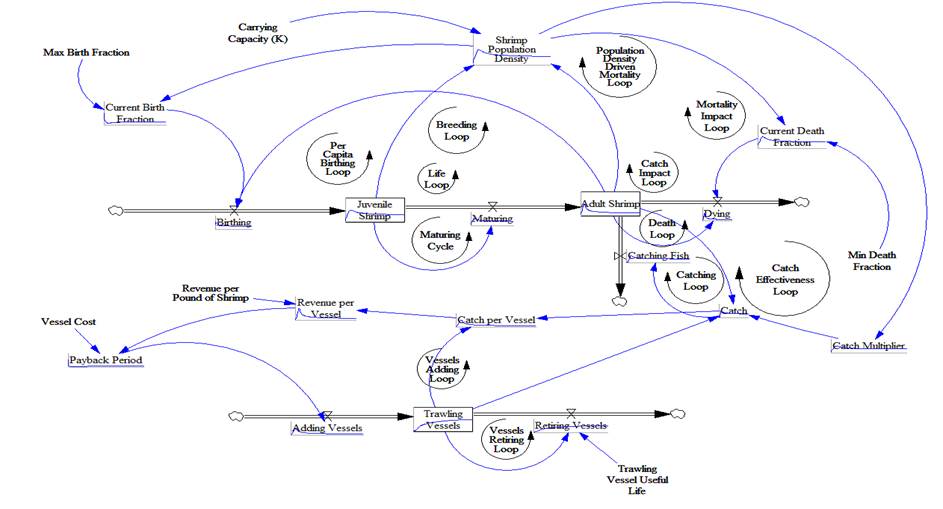 Carrying
Capacity (K)
Shrimp
Population
Density
Population
Density
Driven
Mortality
Loop
Max Birth Fraction
Current Birth
Fraction
Breeding
Loop
Mortality
Impact
Loop
Current Death
Fraction
Per
Capita
Birthing
Loop
Life
Loop
Catch
Impact
Loop
Juvenile
Shrimp
Adult Shrimp
Birthing
Maturing
Dying
Maturing
Cycle
Death
Loop
Catching Fish
Min Death
Fraction
Catching
Loop
Catch
Effectiveness
Loop
Revenue per
Pound of Shrimp
Revenue per
Vessel
Vessel Cost
Catch per Vessel
Catch
Catch Multiplier
Payback Period
Vessels
Adding
Loop
Trawling
Vessels
Adding Vessels
Vessels
Retiring
Loop
Retiring Vessels
Trawling
Vessel Useful
Life